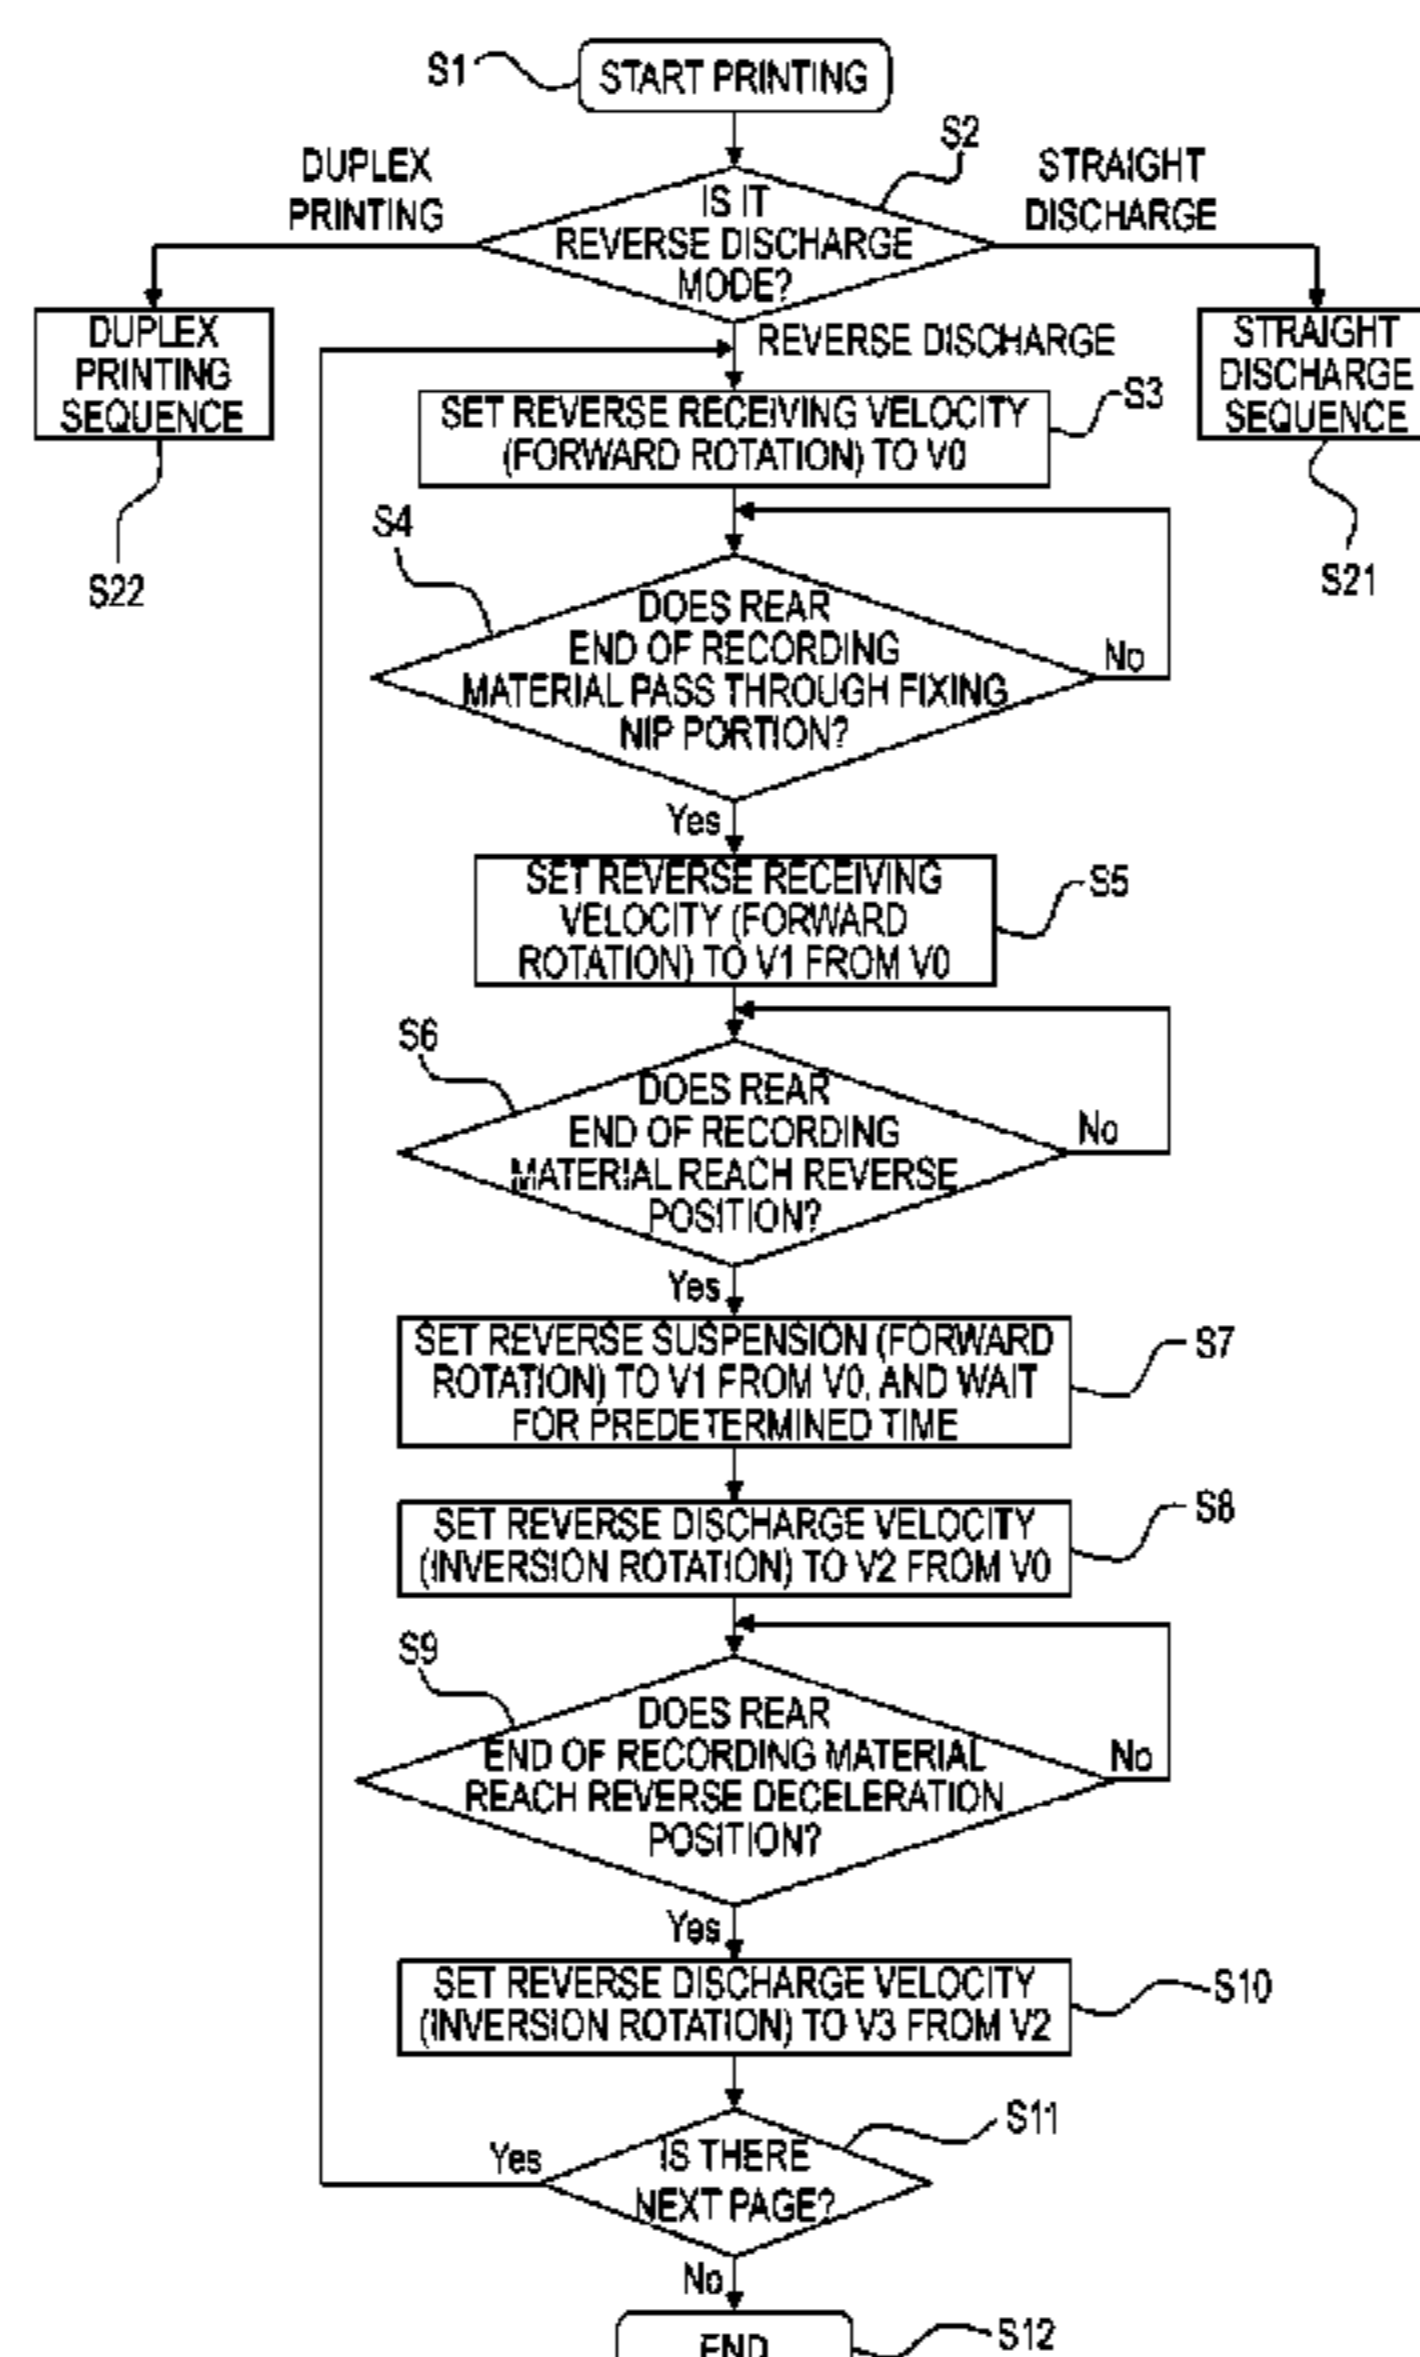 S1
START PRINTING
S2
DUPLEX
PRINTING
STRAIGHT
DISCHARGE
IS IT
REVERSE DISCHARGE
MODE?
DUPLEX
PRINTING
SEQUENCE
S22
STRAIGHT
DISCHARGE
SEQUENCE
S21
REVERSE DISCHARGE
SET REVERSE RECEIVING VELOCITY
(FORWARD ROTATION) TO V0
S3
S4
DOES REAR
END OF RECORDING
MATERIAL PASS THROUGH FIXING
NIP PORTION?
No
Yes
SET REVERSE RECEIVING
VELOCITY (FORWARD
ROTATION) TO V1 FROM V0
S5
S6
DOES REAR
END OF RECORDING
MATERIAL REACH REVERSE
POSITION?
No
Yes
SET REVERSE SUSPENSION (FORWARD
ROTATION) TO V1 FROM V0, AND WAIT
FOR PREDETERMINED TIME
S7
SET REVERSE DISCHARGE VELOCITY
(INVERSION ROTATION) TO V2 FROM V0
S8
S9
DOES REAR
END OF RECORDING MATERIAL
REACH REVERSE DECELERATION
POSITION?
No
Yes
SET REVERSE DISCHARGE VELOCITY
(INVERSION ROTATION) TO V3 FROM V2
S10
S11
IS THERE
NEXT PAGE?
Yes
No
END
S12